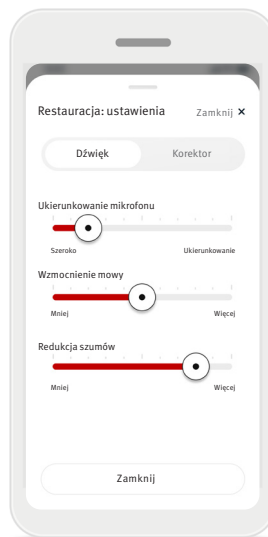 Restauracja: ustawienia Zamknij ×
Dźwięk Korektor
Ukierunkowanie mikrofonu
Szeroko Ukierunkowanie
Wzmocnienie mowy
Mniej Więcej
Redukcja szumów
Mniej Więcej
Zamknij